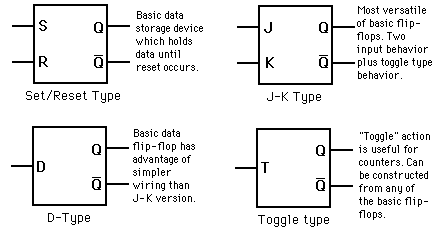 S
R
Q
Q̅
Basic data
storage device
which holds
data until
reset occurs.
Set/Reset Type
J
K
Q
Q̅
Most versatile
of basic flip-
flops. Two
input behavior
plus toggle type
behavior.
J-K Type
D
Q
Q̅
Basic data
flip-flop has
advantage of
simpler
wiring than
J-K version.
D-Type
T
Q
Q̅
"Toggle" action
is useful for
counters. Can
be constructed
from any of
the basic flip-
flops.
Toggle type